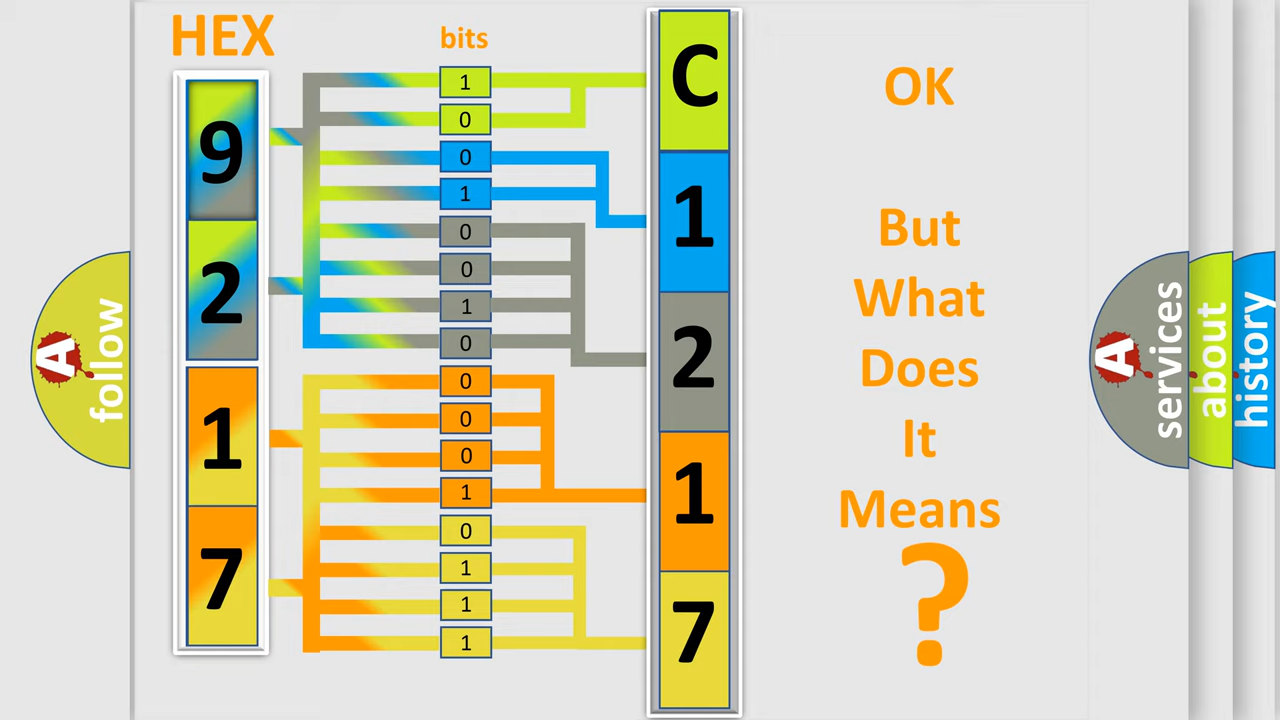 HEX
9
2
1
7
bits
1
0
0
1
0
0
1
0
0
0
0
1
0
1
1
1
C
1
2
1
7
OK
But
What
Does
It
Means
?
A
follow
A
services
about
history